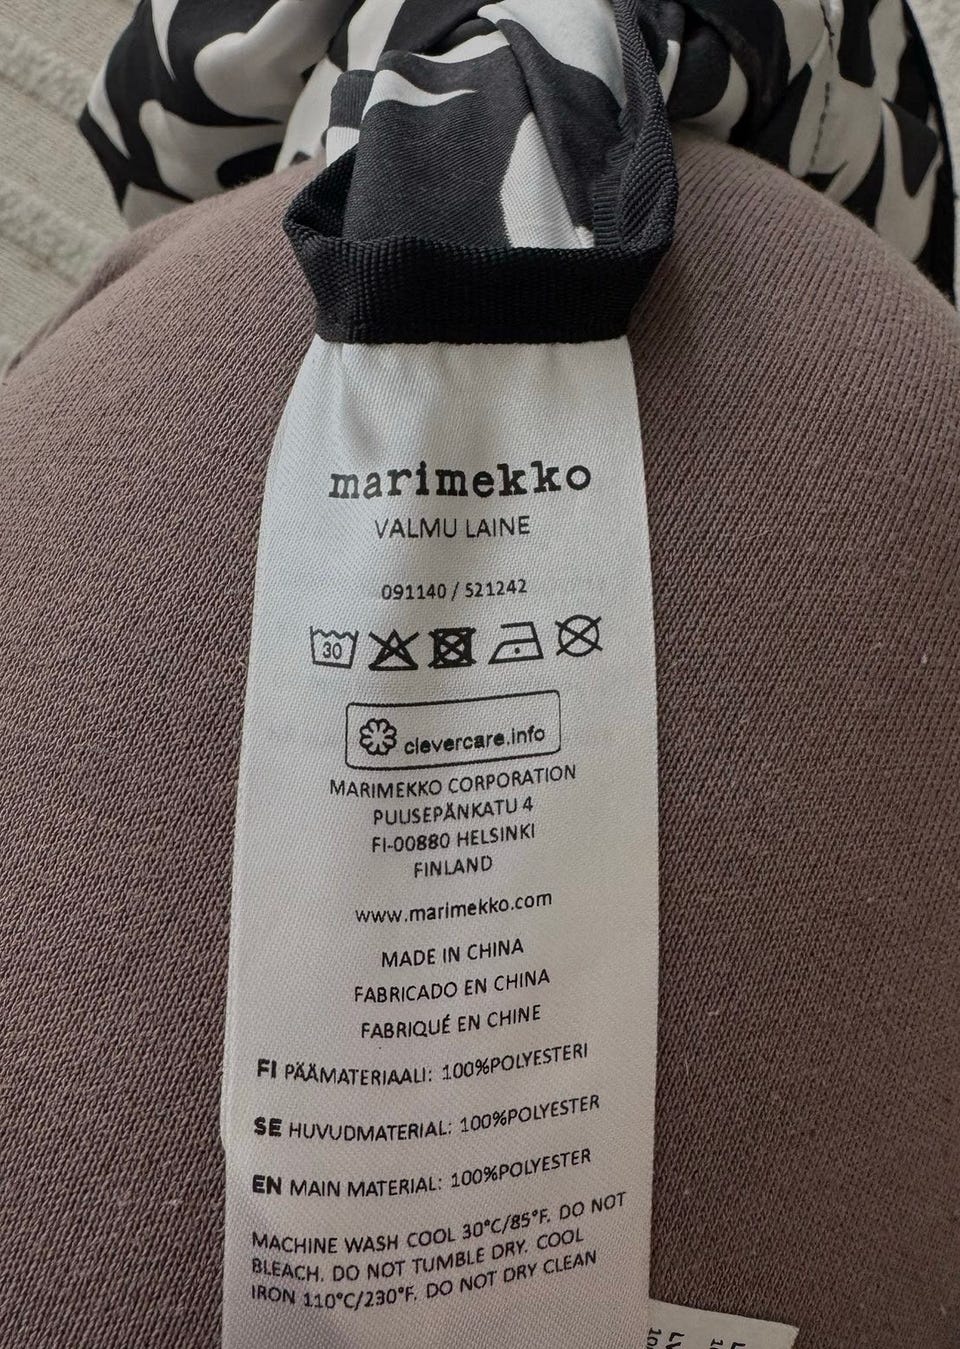 marimekko
VALMU LAINE
091140 / 521242
30
clevercare.info
MARIMEKKO CORPORATION
PUUSEPÄNKATU 4
FI-00880 HELSINKI
FINLAND
www.marimekko.com
MADE IN CHINA
FABRICADO EN CHINA
FABRIQUÉ EN CHINE
FI PÄÄMATERIAALI: 100%POLYESTERI
SE HUVUDMATERIAL: 100%POLYESTER
EN MAIN MATERIAL: 100%POLYESTER
MACHINE WASH COOL 30°C/85°F. DO NOT
BLEACH. DO NOT TUMBLE DRY. COOL
IRON 110°C/230°F. DO NOT DRY CLEAN